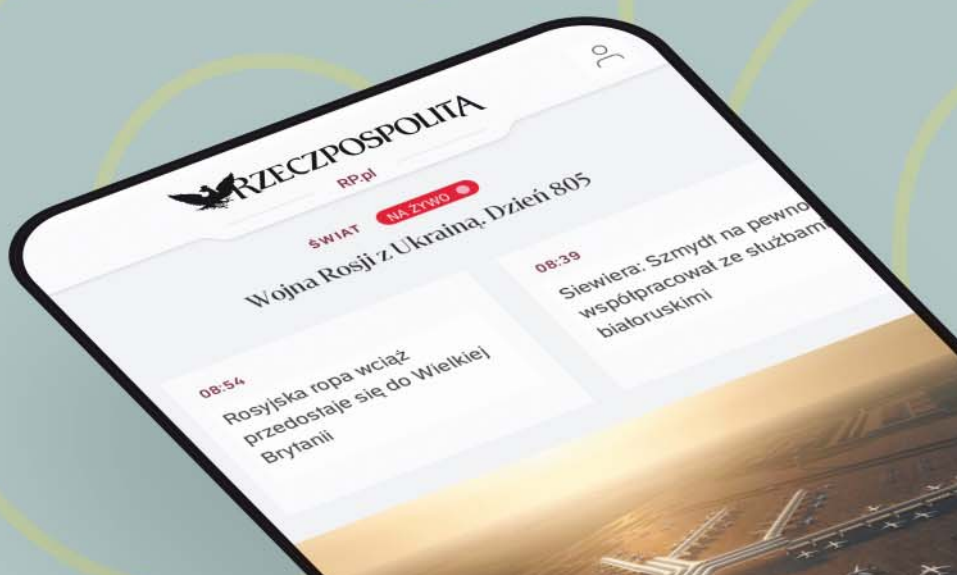 RZECZPOSPOLITA
RP.pl
ŚWIAT NA ŻYWO
Wojna Rosji z Ukrainą. Dzień 805
08:54
Rosyjska ropa wciąż
przedostaje się do Wielkiej
Brytanii
08:39
Siewiera: Szmydt na pewno
współpracował ze służbami
białoruskimi